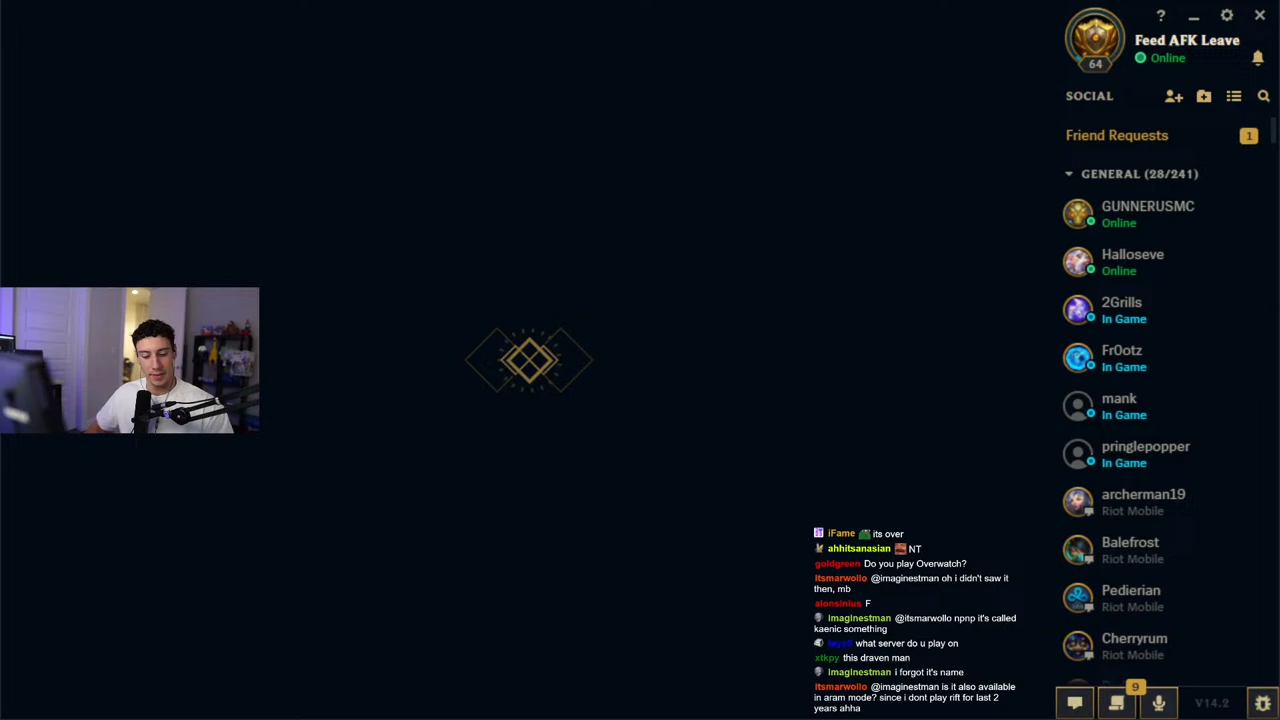 ?
Feed AFK Leave
64
Online
SOCIAL
Friend Requests
1
GENERAL (28/241)
GUNNERUSMC
Online
Halloseve
Online
2Grills
In Game
Fr0otz
In Game
mank
In Game
pringlepopper
In Game
archerman19
Riot Mobile
Balefrost
Riot Mobile
Pedierian
Riot Mobile
Cherryrum
Riot Mobile
9
V14.2
iFame its over
ahhitsanasian NT
goldgreen Do you play Overwatch?
itsmarwollo @imaginestman oh i didn't saw it
then, mb
alonsinius F
imaginestman @itsmarwollo npnp it's called
kaenic something
what server do u play on
xtkpy this draven man
imaginestman i forgot it's name
itsmarwollo @imaginestman is it also available
in aram mode? since i dont play rift for last 2
years ahha